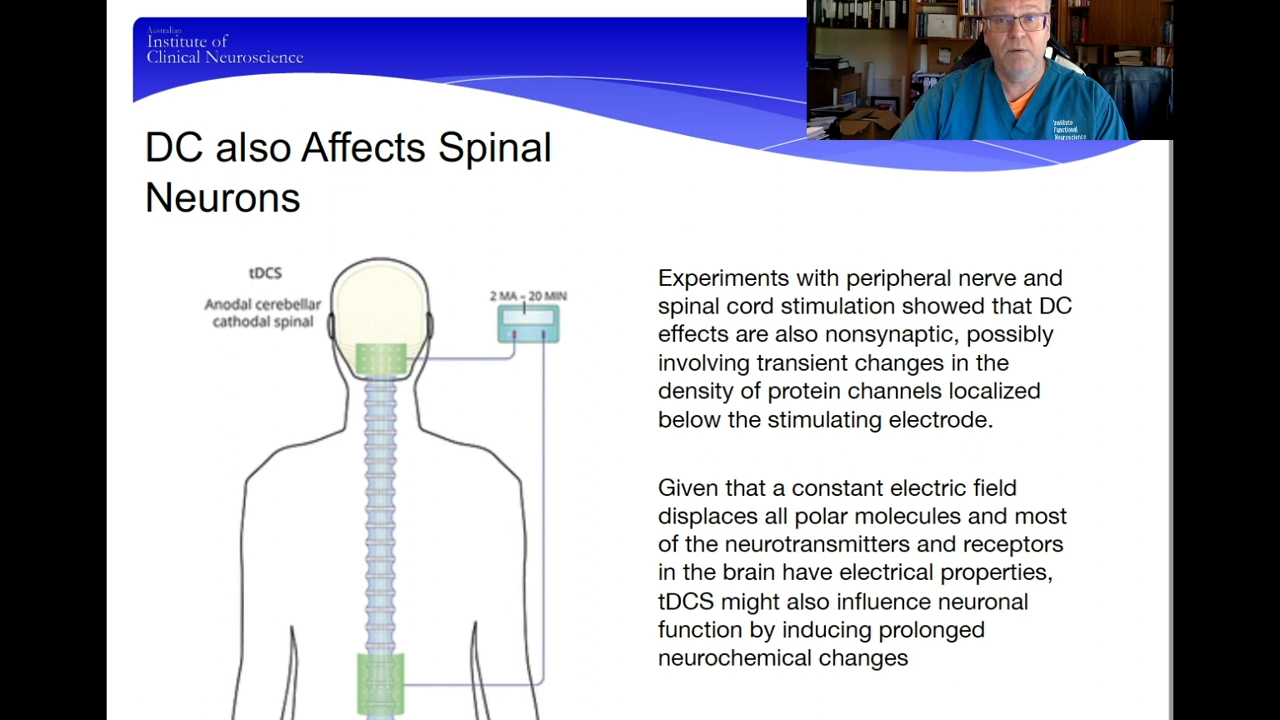 Australian
Institute of
Clinical Neuroscience
DC also Affects Spinal
Neurons
tDCS
Anodal cerebellar
cathodal spinal
2 MA – 20 MIN
Experiments with peripheral nerve and
spinal cord stimulation showed that DC
effects are also nonsynaptic, possibly
involving transient changes in the
density of protein channels localized
below the stimulating electrode.
Given that a constant electric field
displaces all polar molecules and most
of the neurotransmitters and receptors
in the brain have electrical properties,
tDCS might also influence neuronal
function by inducing prolonged
neurochemical changes
Institute
Functional
Neuroscience